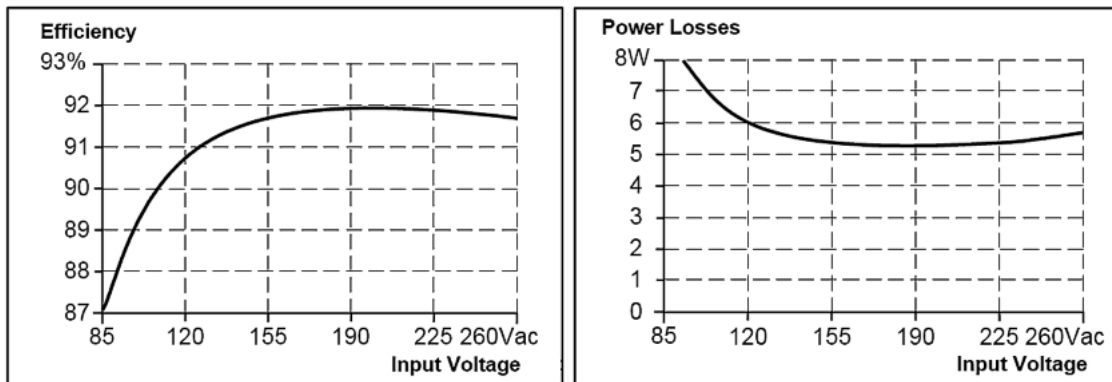 Efficiency
93%
92
91
90
89
88
87
85 120 155 190 225 260Vac
Input Voltage
Power Losses
8W
7
6
5
4
3
2
1
0
85 120 155 190 225 260Vac
Input Voltage